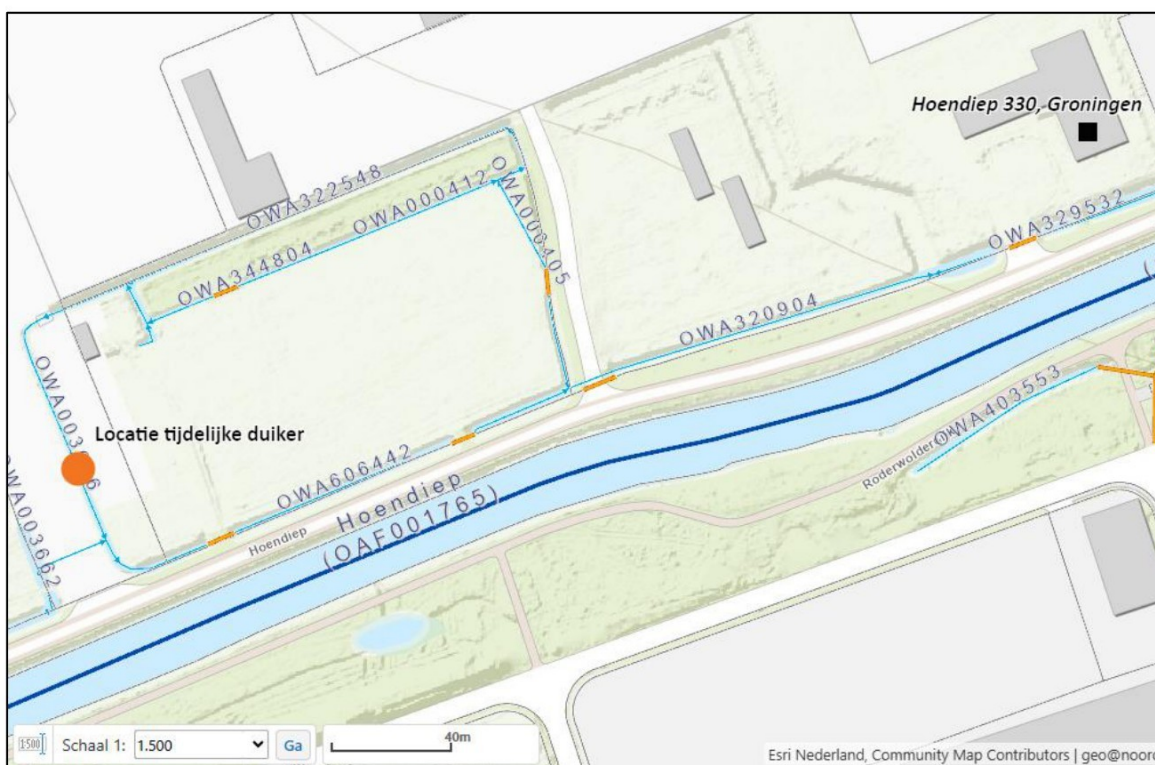 Hoendiep 330, Groningen
OWA322548
OWA000412
OWA000405
OWA344804
OWA329532
OWA320904
OWA403553
Locatie tijdelijke duiker
OWA606442
Roderwolder
Hoendiep
Hoendiep
(OAF001765)
OWA003662
Schaal 1: 1.500
Ga
40m
Esri Nederland, Community Map Contributors | geo@noord